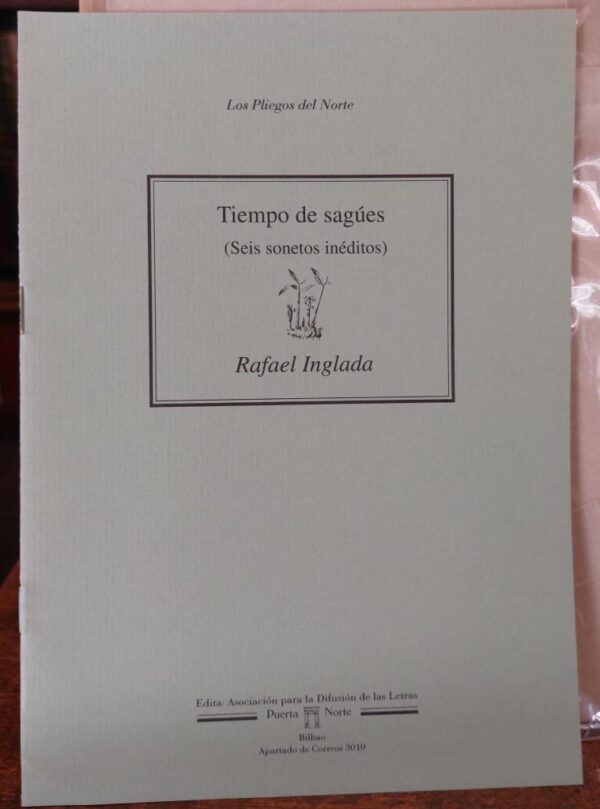 Los Pliegos del Norte
Tiempo de sagúes
(Seis sonetos inéditos)
Rafael Inglada
Edita: Asociación para la Difusión de las Letras
Puerta Norte
Bilbao
Apartado de Correos 3010